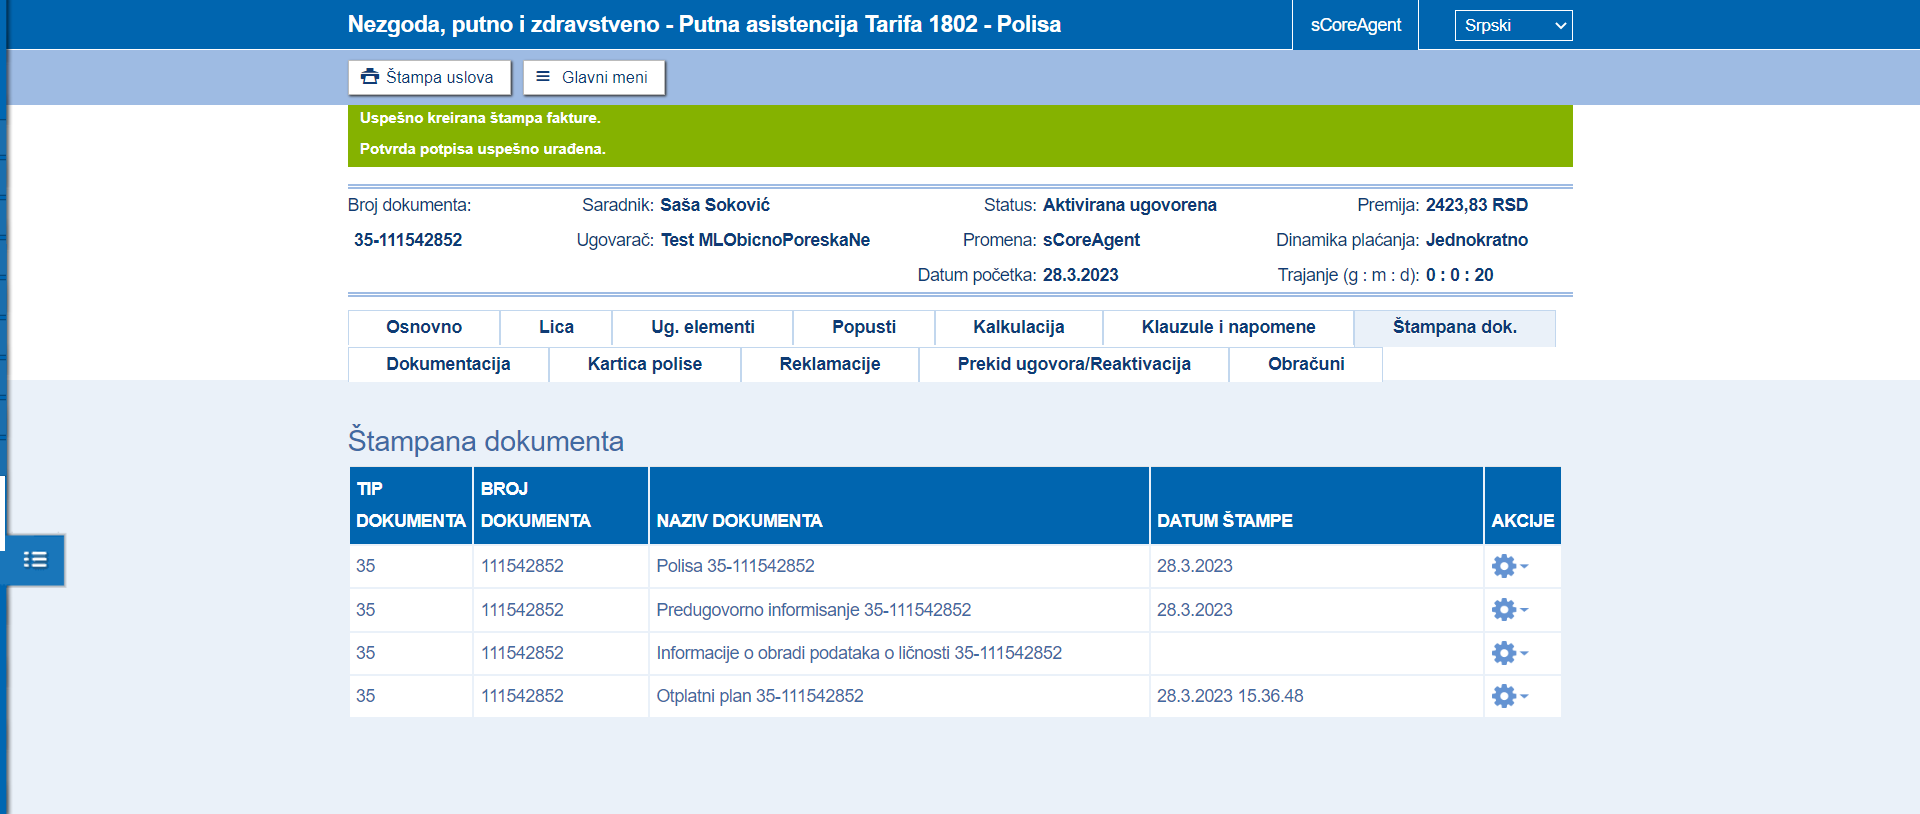 Nezgoda, putno i zdravstveno - Putna asistencija Tarifa 1802 - Polisa
sCoreAgent
Srpski
Štampa uslova
Glavni meni
Uspešno kreirana štampa fakture.
Potvrda potpisa uspešno urađena.
Broj dokumenta: Saradnik: Saša Soković Status: Aktivirana ugovorena Premija: 2423,83 RSD
35-111542852 Ugovarač: Test MLObicnoPoreskaNe Promena: sCoreAgent Dinamika plaćanja: Jednokratno
Datum početka: 28.3.2023 Trajanje (g : m : d): 0 : 0 : 20
Osnovno Lica Ug. elementi Popusti Kalkulacija Klauzule i napomene Štampana dok.
Dokumentacija Kartica polise Reklamacije Prekid ugovora/Reaktivacija Obračuni
Štampana dokumenta
TIP DOKUMENTA BROJ DOKUMENTA NAZIV DOKUMENTA DATUM ŠTAMPE AKCIJE
35 111542852 Polisa 35-111542852 28.3.2023
35 111542852 Predugovorno informisanje 35-111542852 28.3.2023
35 111542852 Informacije o obradi podataka o ličnosti 35-111542852
35 111542852 Otplatni plan 35-111542852 28.3.2023 15.36.48